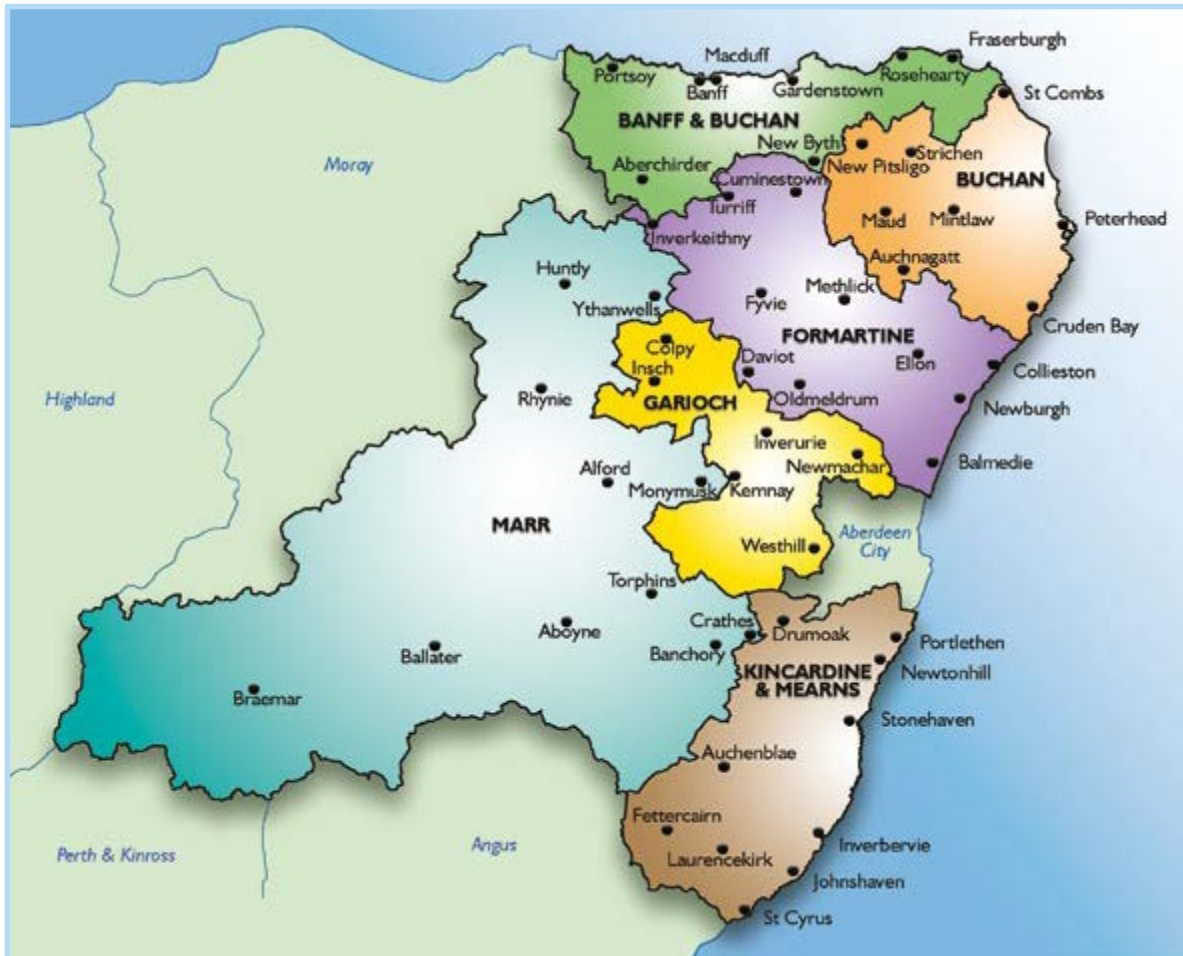 Fraserburgh
Macduff
Portsoy
Rosehearty
Banff
Gardenstown
St Combs
BANFF & BUCHAN
New Byth
Strichen
Moray
Aberchirder
New Pitsligo
BUCHAN
Cuminestown
Turriff
Maud
Mintlaw
Peterhead
Inverkeithny
Auchnagatt
Huntly
Methlick
Ythanwells
Fyvie
Cruden Bay
FORMARTINE
Colpy
Daviot
Ellon
Insch
Collieston
Highland
Rhynie
GARIOCH
Oldmeldrum
Newburgh
Inverurie
Newmachar
Balmedie
Alford
Monymusk
Kemnay
MARR
Aberdeen
City
Westhill
Torphins
Crathes
Aboyne
Drumoak
Portlethen
Ballater
Banchory
KINCARDINE
& MEARNS
Newtonhill
Braemar
Stonehaven
Auchenblae
Fettercairn
Perth & Kinross
Angus
Inverbervie
Laurencekirk
Johnshaven
St Cyrus